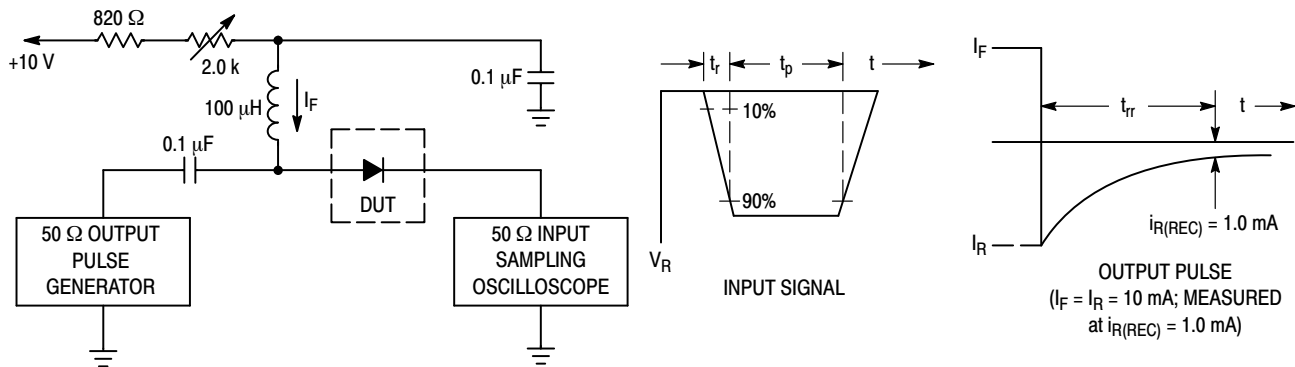 820 Ω
+10 V
2.0 k
100 μH
I_F
0.1 μF
0.1 μF
DUT
50 Ω OUTPUT
PULSE
GENERATOR
50 Ω INPUT
SAMPLING
OSCILLOSCOPE
t_r
t_p
t
10%
90%
V_R
INPUT SIGNAL
I_F
t_rr
t
I_R
i_R(REC) = 1.0 mA
OUTPUT PULSE
(I_F = I_R = 10 mA; MEASURED
at i_R(REC) = 1.0 mA)